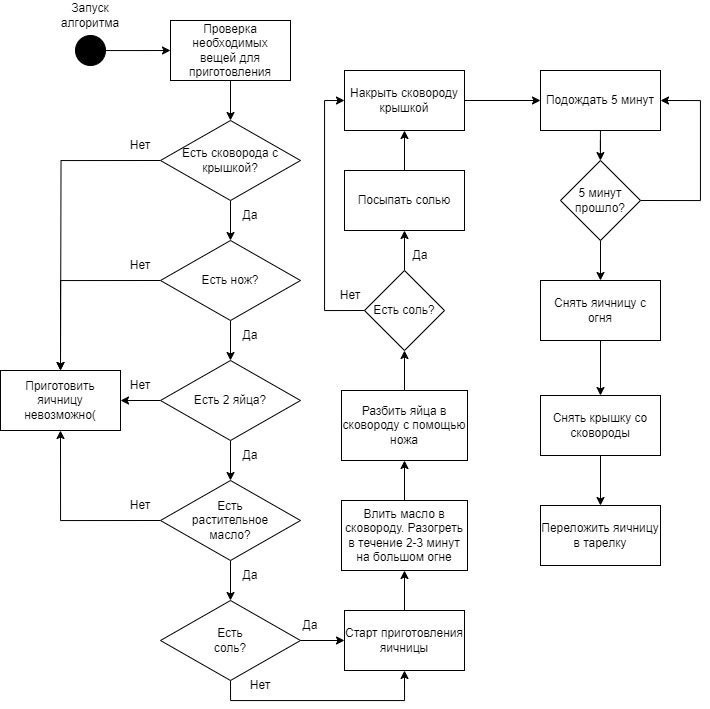 Запуск
алгоритма
Проверка
необходимых
вещей для
приготовления
Нет
Есть сковорода с
крышкой?
Да
Нет
Есть нож?
Да
Приготовить
яичницу
невозможно(
Нет
Есть 2 яйца?
Да
Нет
Есть
растительное
масло?
Да
Есть
соль?
Да
Нет
Старт приготовления
яичницы
Влить масло в
сковороду. Разогреть
в течение 2-3 минут
на большом огне
Разбить яйца в
сковороду с помощью
ножа
Есть соль?
Нет
Да
Посыпать солью
Накрыть сковороду
крышкой
Подождать 5 минут
5 минут
прошло?
Снять яичницу с
огня
Снять крышку со
сковороды
Переложить яичницу
в тарелку